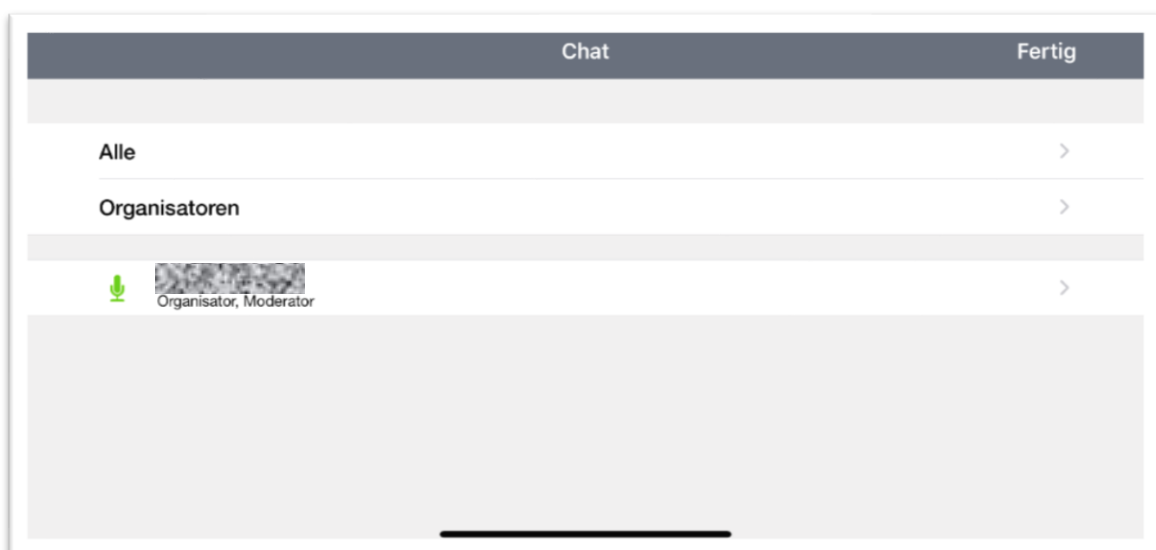 Chat
Fertig
Alle
Organisatoren
Organisator, Moderator